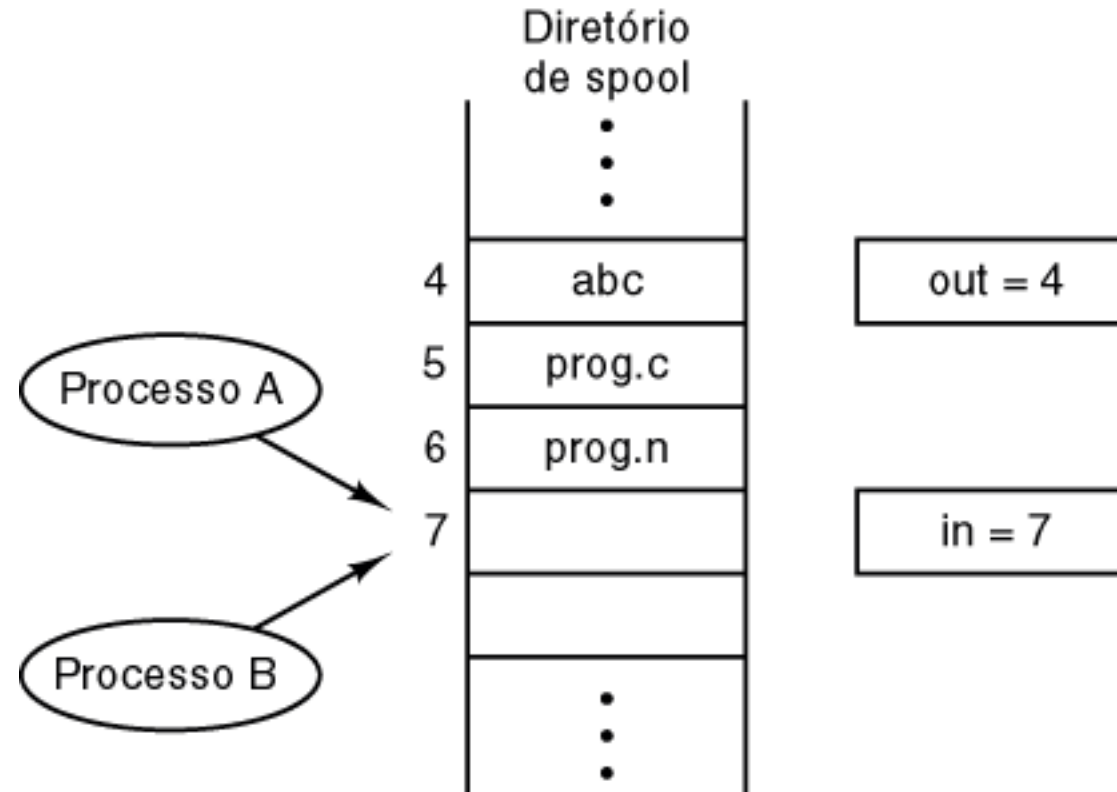 Diretório
de spool
4 abc out = 4
Processo A 5 prog.c
6 prog.n
7 in = 7
Processo B